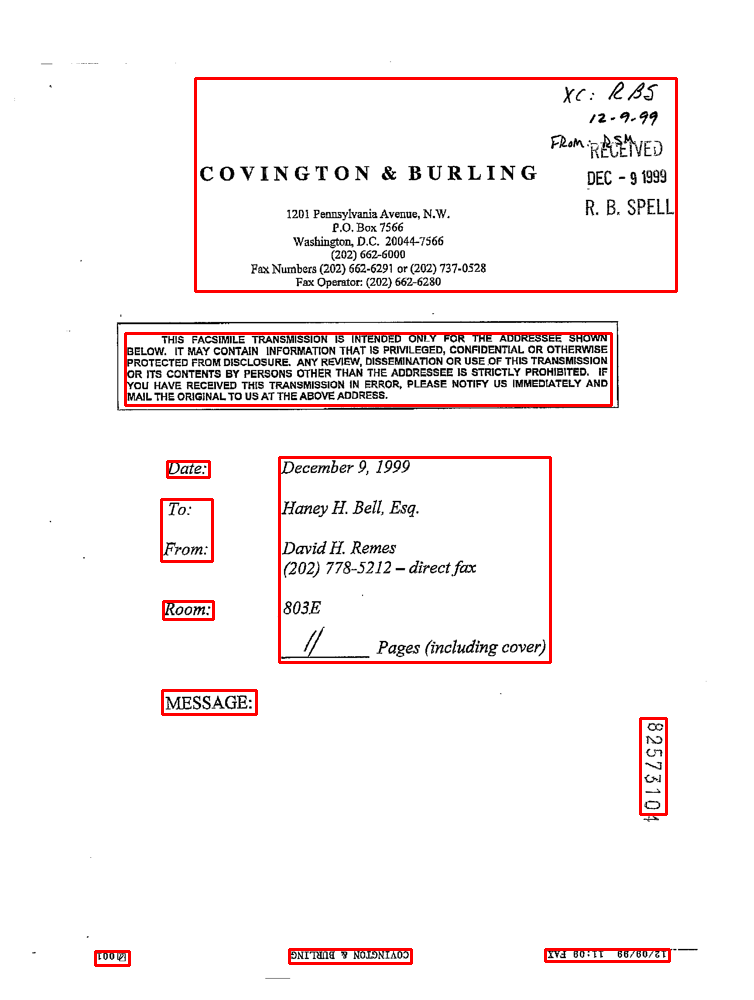 XC: RBS
12-9-99
FROM: DSM
RECEIVED
COVINGTON & BURLING
DEC - 9 1999
R. B. SPELL
1201 Pennsylvania Avenue, N.W.
P.O. Box 7566
Washington, D.C. 20044-7566
(202) 662-6000
Fax Numbers (202) 662-6291 or (202) 737-0528
Fax Operator: (202) 662-6280
THIS FACSIMILE TRANSMISSION IS INTENDED ONLY FOR THE ADDRESSEE SHOWN
BELOW. IT MAY CONTAIN INFORMATION THAT IS PRIVILEGED, CONFIDENTIAL OR OTHERWISE
PROTECTED FROM DISCLOSURE. ANY REVIEW, DISSEMINATION OR USE OF THIS TRANSMISSION
OR ITS CONTENTS BY PERSONS OTHER THAN THE ADDRESSEE IS STRICTLY PROHIBITED. IF
YOU HAVE RECEIVED THIS TRANSMISSION IN ERROR, PLEASE NOTIFY US IMMEDIATELY AND
MAIL THE ORIGINAL TO US AT THE ABOVE ADDRESS.
Date: December 9, 1999
To: Haney H. Bell, Esq.
From: David H. Remes
(202) 778-5212 – direct fax
Room: 803E
11 Pages (including cover)
MESSAGE:
82573104
12/09/99 11:09 FAX
COVINGTON & BURLING
001